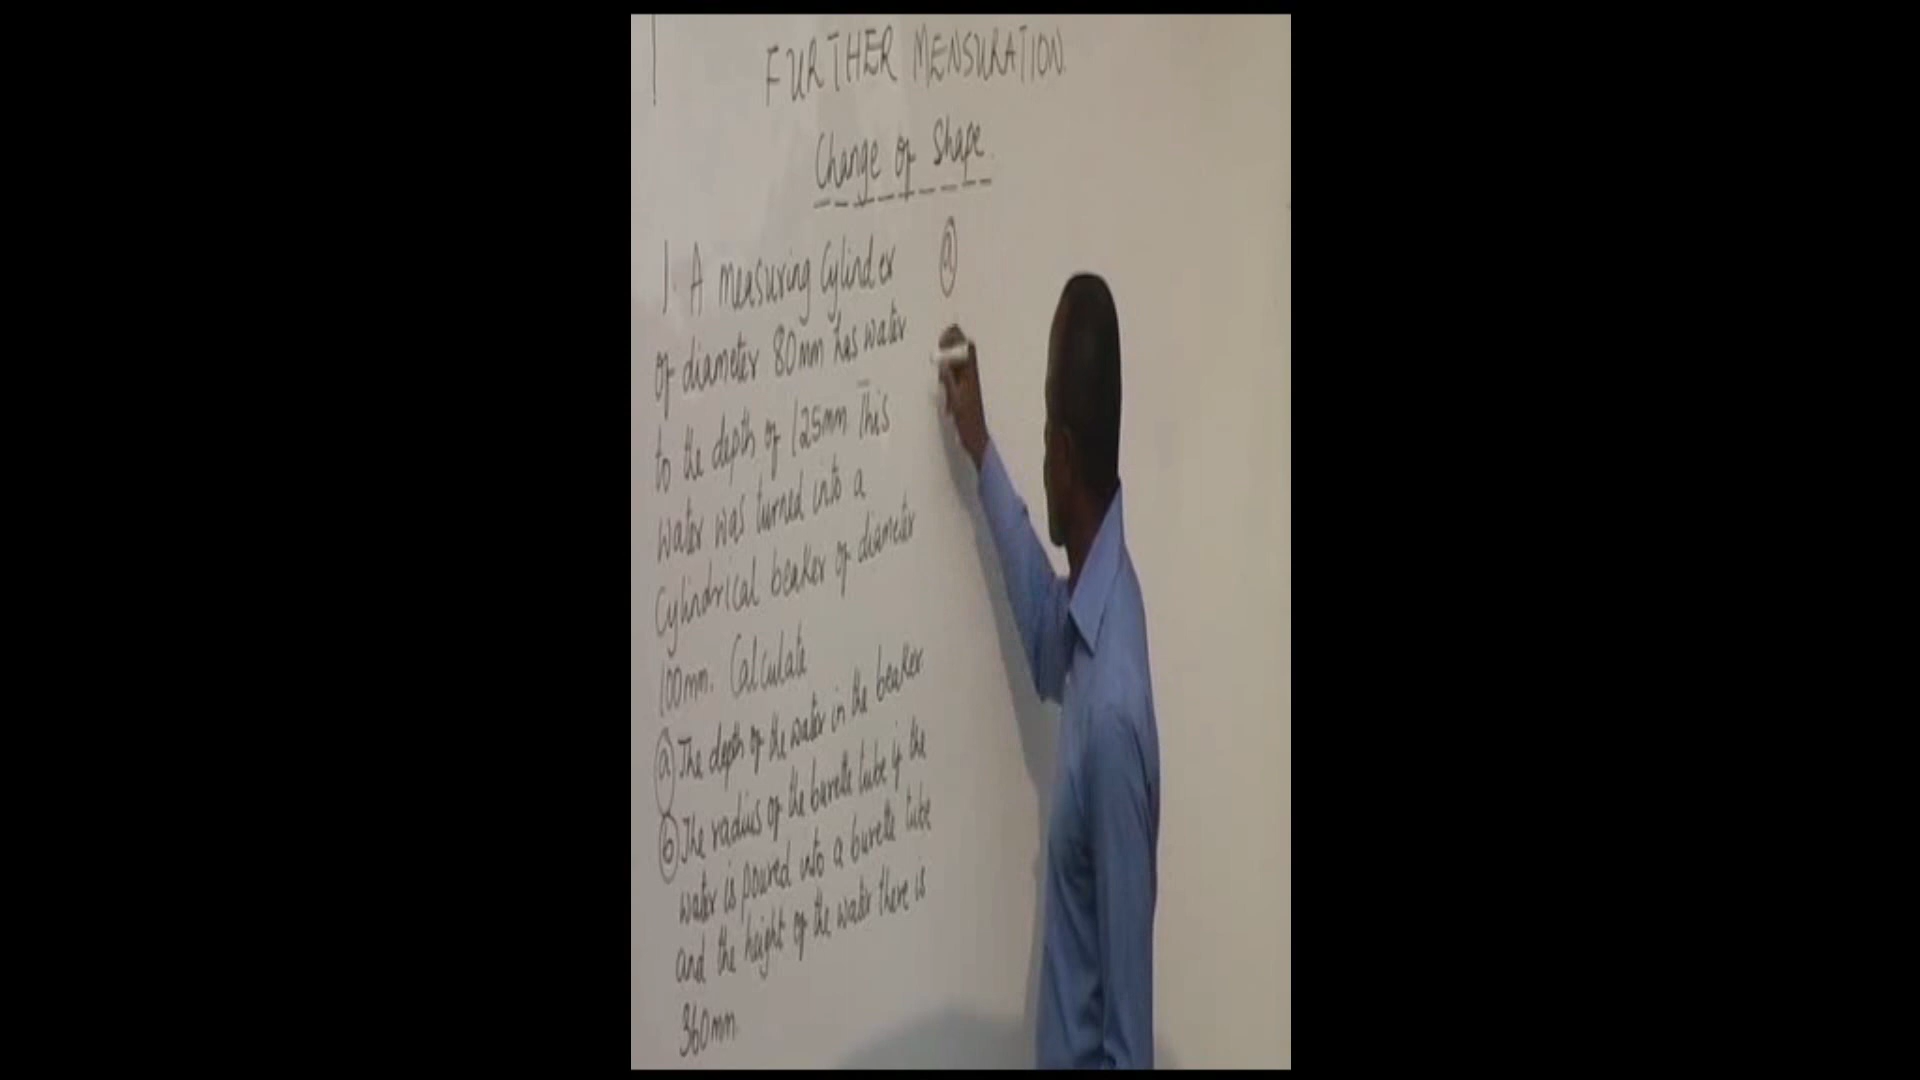 FURTHER MENSURATION
Change of Shape.
1. A measuring Cylinder
of diameter 80mm has water
to the depth of 125mm This
water was turned into a
Cylindrical beaker of diameter
100mm. Calculate
(a) The depth of the water in the beaker
(b) The radius of the burette tube if the
water is poured into a burette tube
and the height of the water there is
360mm.
(a)